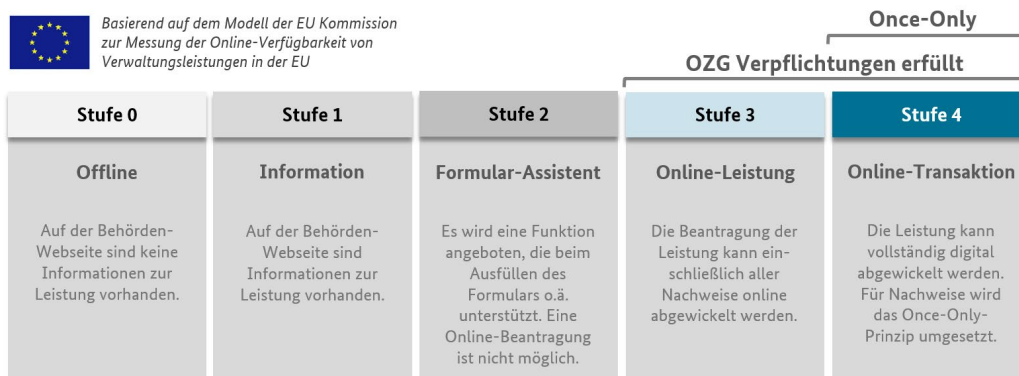 Basierend auf dem Modell der EU Kommission
zur Messung der Online-Verfügbarkeit von
Verwaltungsleistungen in der EU
Once-Only
OZG Verpflichtungen erfüllt
Stufe 0
Offline
Auf der Behörden-
Webseite sind keine
Informationen zur
Leistung vorhanden.
Stufe 1
Information
Auf der Behörden-
Webseite sind
Informationen zur
Leistung vorhanden.
Stufe 2
Formular-Assistent
Es wird eine Funktion
angeboten, die beim
Ausfüllen des
Formulars o.ä.
unterstützt. Eine
Online-Beantragung
ist nicht möglich.
Stufe 3
Online-Leistung
Die Beantragung der
Leistung kann ein-
schließlich aller
Nachweise online
abgewickelt werden.
Stufe 4
Online-Transaktion
Die Leistung kann
vollständig digital
abgewickelt werden.
Für Nachweise wird
das Once-Only-
Prinzip umgesetzt.